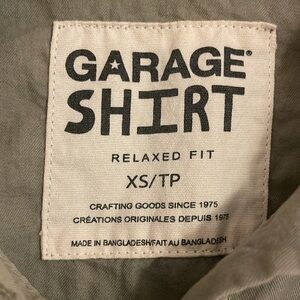 GARAGE®
SHIRT
RELAXED FIT
XS/TP
CRAFTING GOODS SINCE 1975
CRÉATIONS ORIGINALES DEPUIS 1975
MADE IN BANGLADESH/FAIT AU BANGLADESH